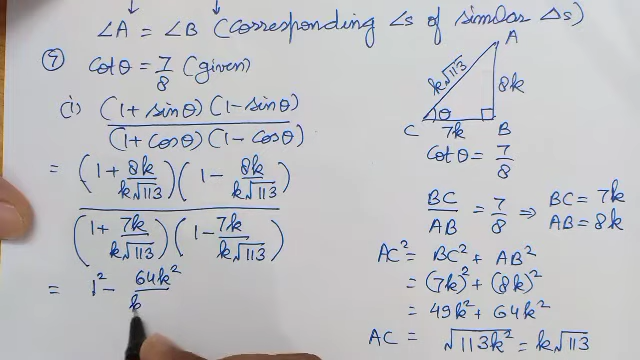 ∠A = ∠B (Corresponding ∠s of similar Δs)
⑦ Cotθ = 7/8 (given)
(i) (1+sinθ)(1-sinθ) / (1+cosθ)(1-cosθ)
= (1 + 8k/k√113)(1 - 8k/k√113) / (1 + 7k/k√113)(1 - 7k/k√113)
= 1² - 64k²/k
A
k√113
8k
θ
C 7k B
Cotθ = 7/8
BC/AB = 7/8 ⇒ BC = 7k
AB = 8k
AC² = BC² + AB²
= (7k)² + (8k)²
= 49k² + 64k²
AC = √113k² = k√113